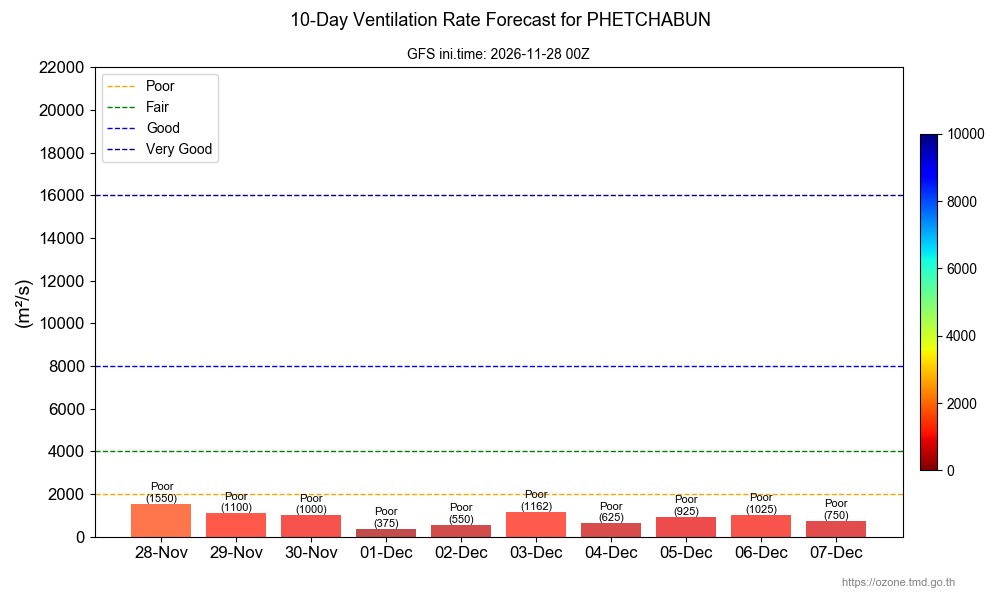 10-Day Ventilation Rate Forecast for PHETCHABUN
GFS ini.time: 2026-11-28 00Z
22000
20000
18000
16000
14000
12000
10000
8000
6000
4000
2000
0
(m²/s)
Poor
Fair
Good
Very Good
Poor
(1550)
Poor
(1100)
Poor
(1000)
Poor
(375)
Poor
(550)
Poor
(1162)
Poor
(625)
Poor
(925)
Poor
(1025)
Poor
(750)
28-Nov 29-Nov 30-Nov 01-Dec 02-Dec 03-Dec 04-Dec 05-Dec 06-Dec 07-Dec
10000
8000
6000
4000
2000
0
https://ozone.tmd.go.th